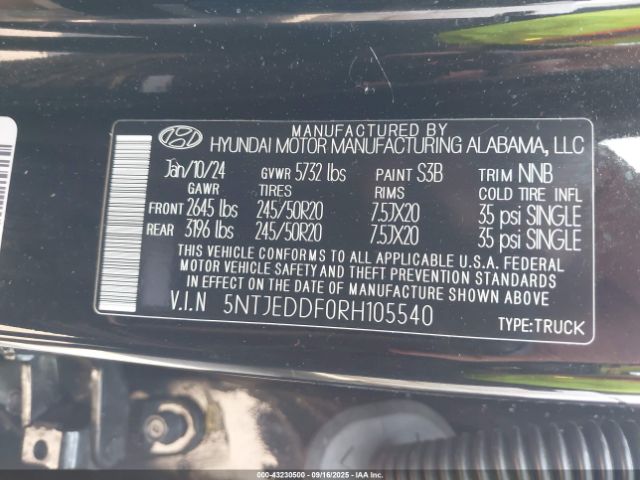 MANUFACTURED BY
HYUNDAI MOTOR MANUFACTURING ALABAMA, LLC
Jan/10/24 GVWR 5732 lbs PAINT S3B TRIM NNB
GAWR TIRES RIMS COLD TIRE INFL
FRONT 2645 lbs 245/50R20 7.5JX20 35 psi SINGLE
REAR 3196 lbs 245/50R20 7.5JX20 35 psi SINGLE
THIS VEHICLE CONFORMS TO ALL APPLICABLE U.S.A. FEDERAL
MOTOR VEHICLE SAFETY AND THEFT PREVENTION STANDARDS
IN EFFECT ON THE DATE OF MANUFACTURE SHOWN ABOVE
V.I.N 5NTJEDDF0RH105540
TYPE:TRUCK
000-43230500 - 09/16/2025 - COPYRIGHT © IAA, LLC.